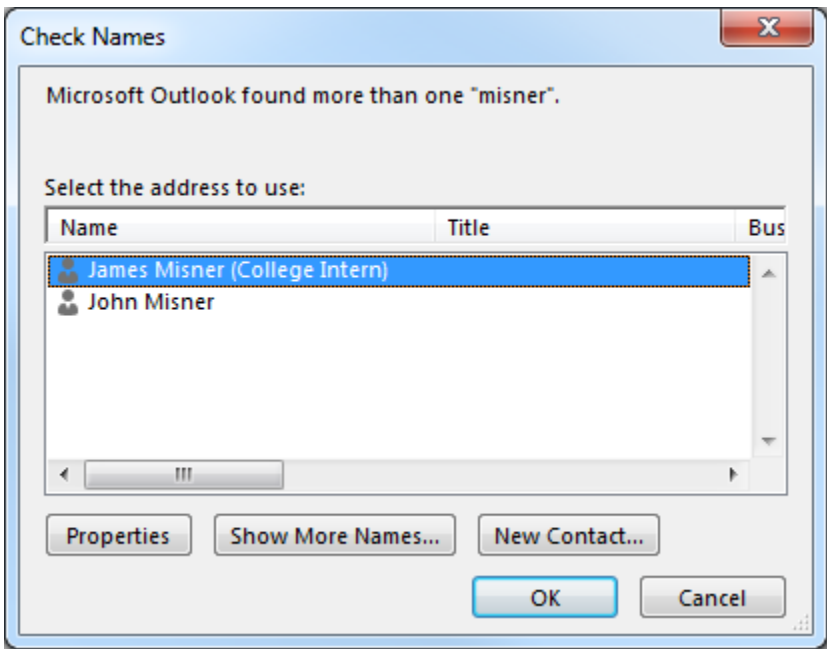 Check Names
Microsoft Outlook found more than one "misner".
Select the address to use:
Name Title Bus
James Misner (College Intern)
John Misner
Properties Show More Names... New Contact...
OK Cancel